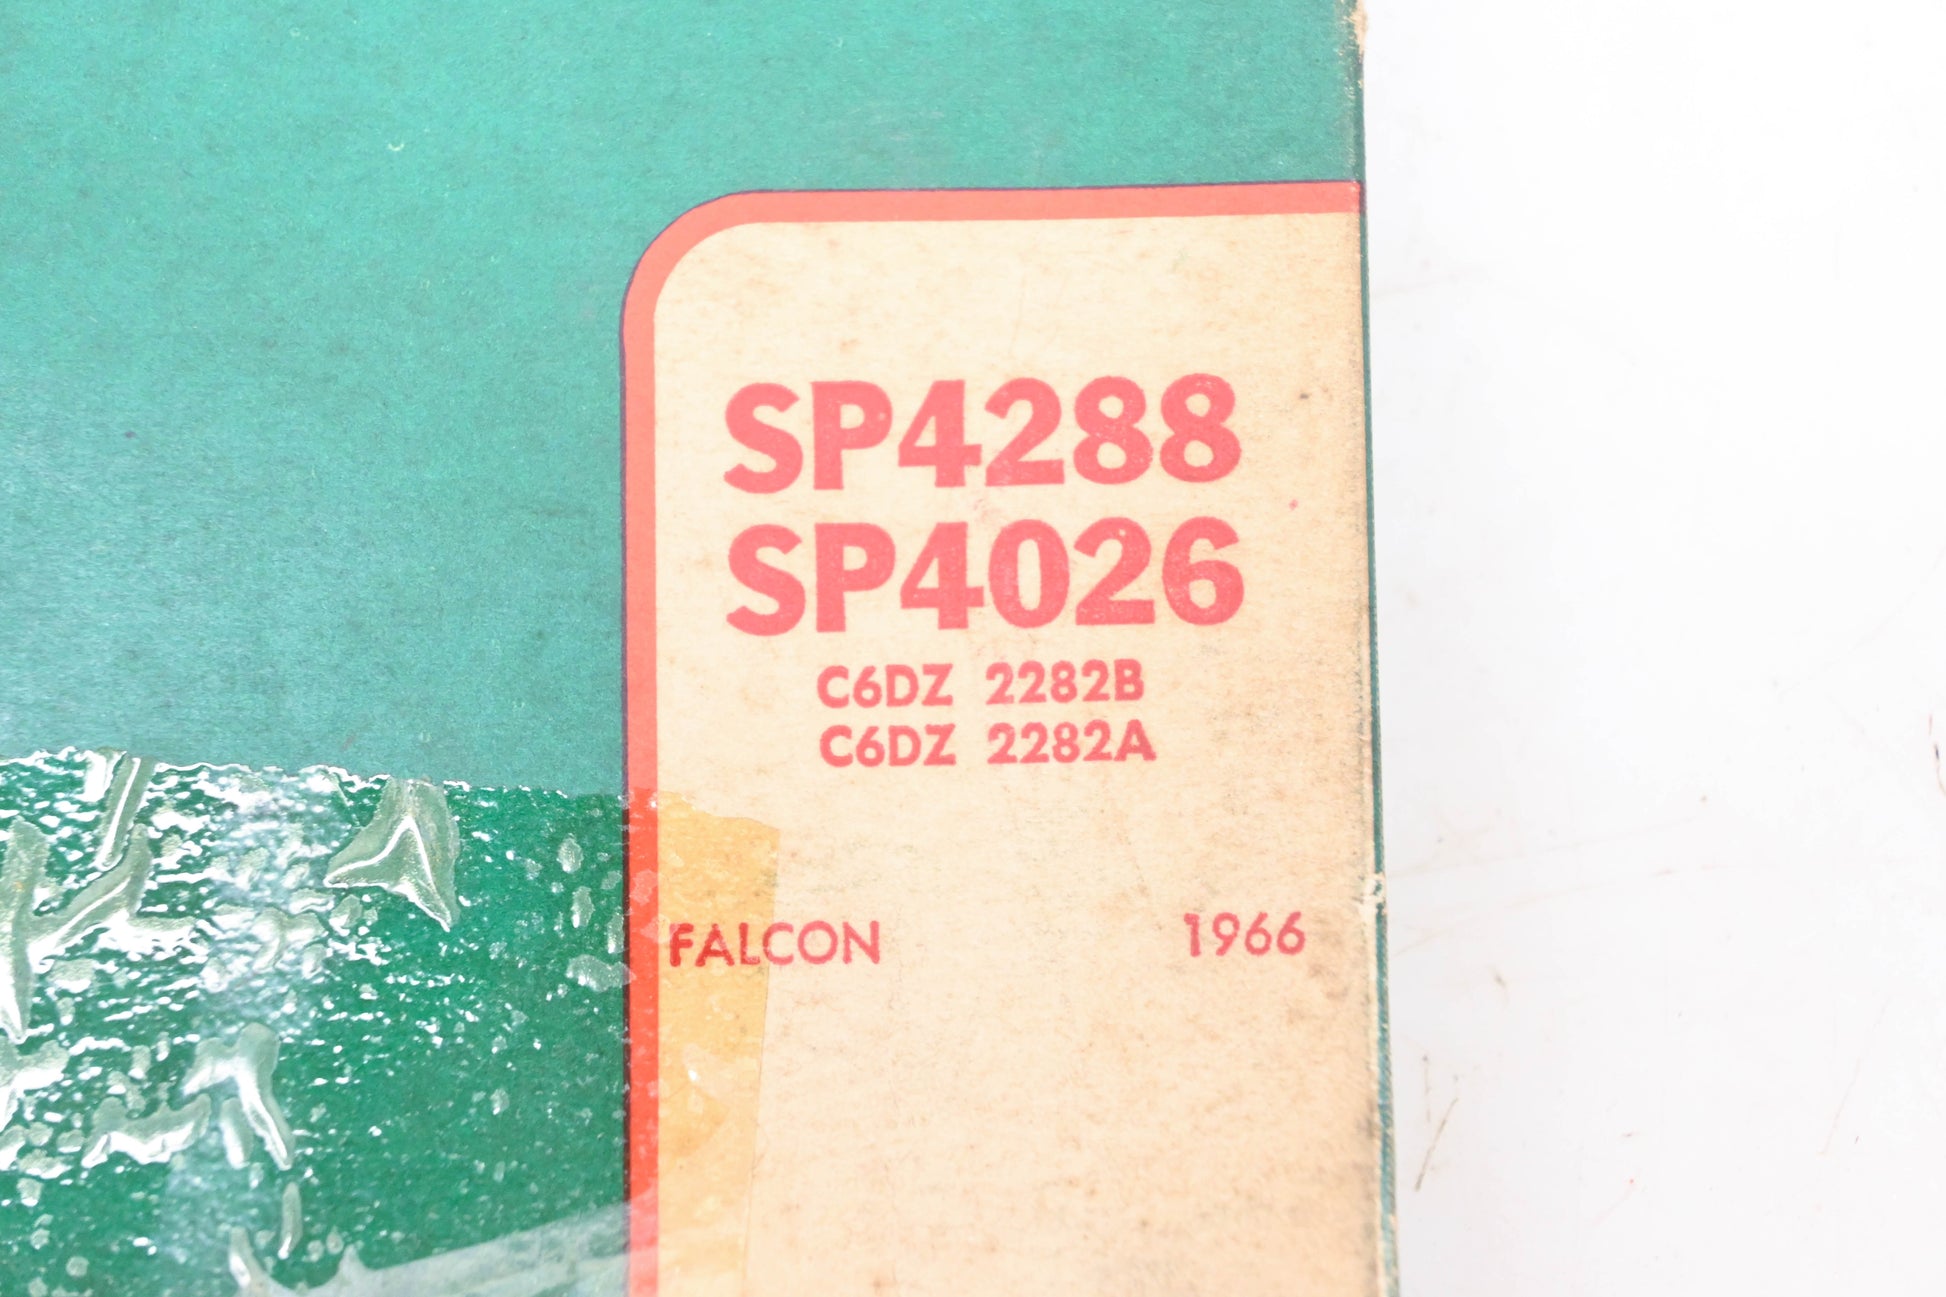 SP4288
SP4026
C6DZ 2282B
C6DZ 2282A
FALCON 1966